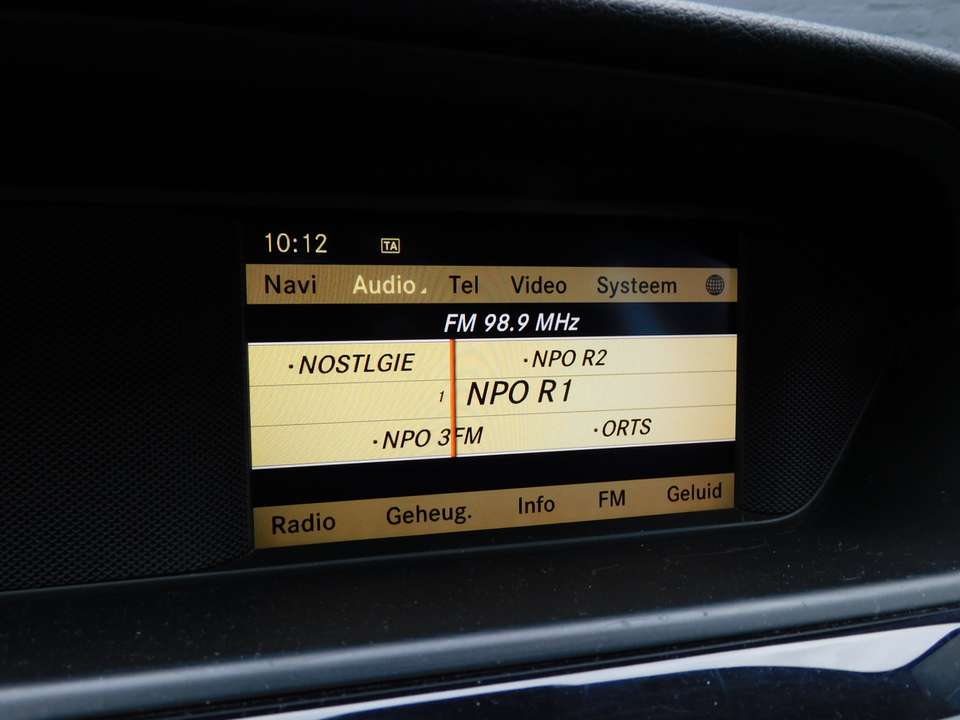 10:12 TA
Navi Audio Tel Video Systeem
FM 98.9 MHz
·NOSTLGIE ·NPO R2
1 NPO R1
·NPO 3FM ·ORTS
Radio Geheug. Info FM Geluid